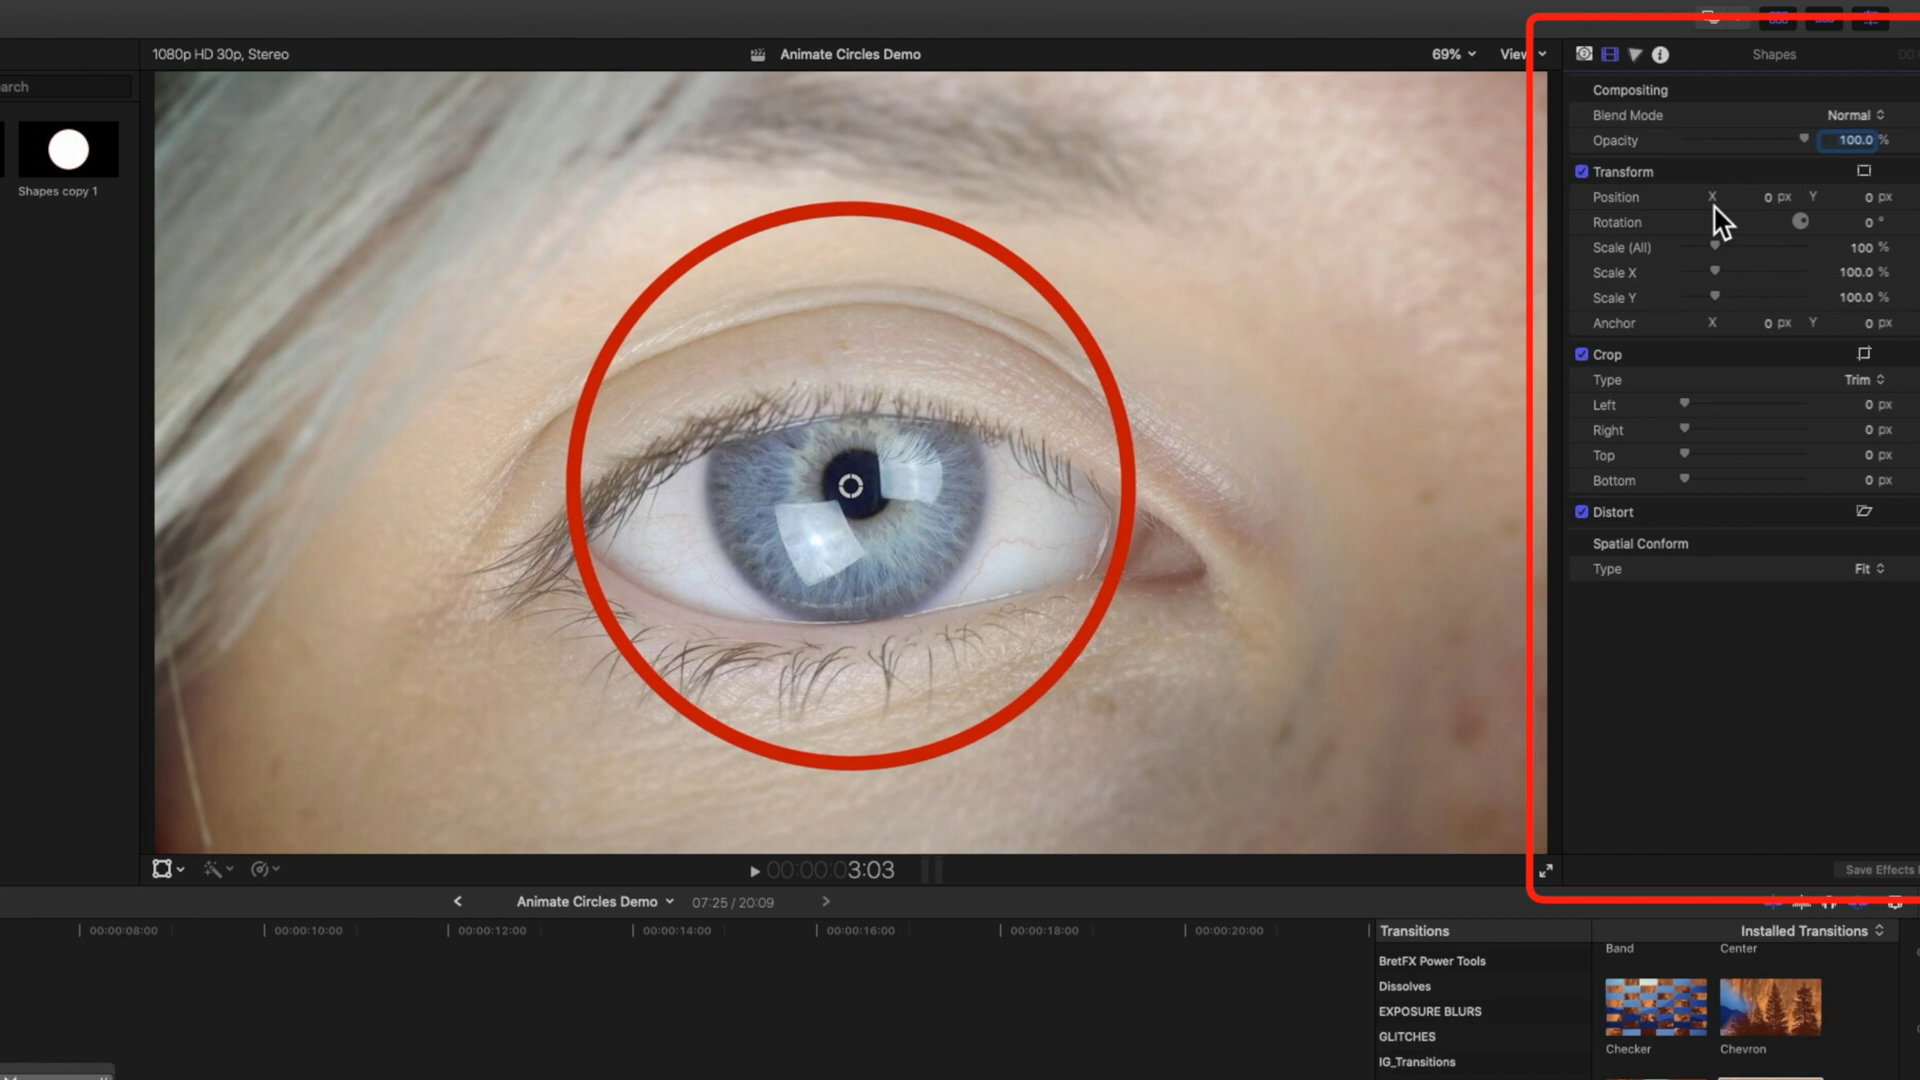 1080p HD 30p, Stereo
Animate Circles Demo
69%
View
Shapes
00:
arch
Compositing
Blend Mode Normal
Opacity 100.0 %
Shapes copy 1
Transform
Position X 0 px Y 0 px
Rotation 0 °
Scale (All) 100 %
Scale X 100.0 %
Scale Y 100.0 %
Anchor X 0 px Y 0 px
Crop
Type Trim
Left 0 px
Right 0 px
Top 0 px
Bottom 0 px
Distort
Spatial Conform
Type Fit
00:00:03:03
Save Effects
Animate Circles Demo 07:25 / 20:09
00:00:08:00 00:00:10:00 00:00:12:00 00:00:14:00 00:00:16:00 00:00:18:00 00:00:20:00
Transitions
Installed Transitions
BretFX Power Tools
Dissolves
EXPOSURE BLURS
GLITCHES
IG_Transitions
Band Center
Checker Chevron